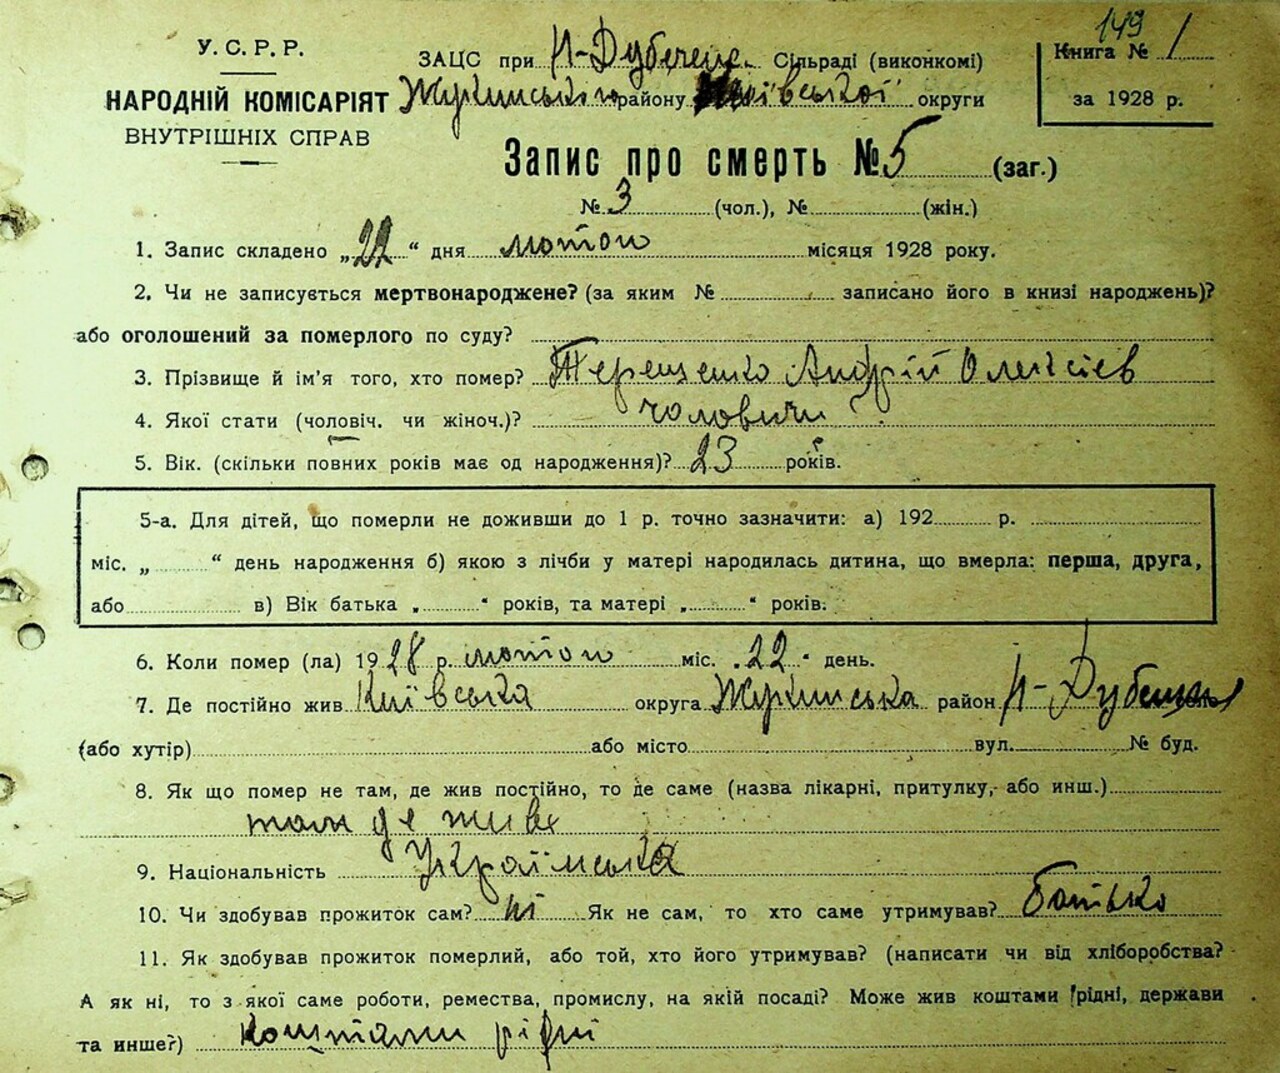 У. С. Р. Р.
НАРОДНІЙ КОМІСАРІЯТ
ВНУТРІШНІХ СПРАВ
ЗАЦС при Н-Дубечне. Сільраді (виконкомі)
району Київської округи
149
Книга № 1
за 1928 р.
Запис про смерть № 5 (заг.)
№ 3 (чол.), № (жін.)
1. Запис складено „22“ дня лютого місяця 1928 року.
2. Чи не записується мертвонароджене? (за яким № записано його в книзі народжень)?
або оголошений за померлого по суду?
3. Прізвище й ім’я того, хто помер? Терещенко Андрій Олексієв
4. Якої стати (чоловіч. чи жіноч.)? чоловічи
5. Вік. (скільки повних років має од народження)? 23 років.
5-а. Для дітей, що померли не доживши до 1 р. точно зазначити: а) 192 р.
міс. „ “ день народження б) якою з лічби у матері народилась дитина, що вмерла: перша, друга,
або в) Вік батька „ “ років, та матері „ “ років.
6. Коли помер (ла) 1928 р. лютого міс. „22“ день.
7. Де постійно жив Київська округа Жукинська район Н-Дубечня
(або хутір) або місто вул. № буд.
8. Як що помер не там, де жив постійно, то де саме (назва лікарні, притулку, або инш.)
там де жив
9. Національність Українська
10. Чи здобував прожиток сам? ні Як не сам, то хто саме утримував? Батько
11. Як здобував прожиток померлий, або той, хто його утримував? (написати чи від хліборобства?
А як ні, то з якої саме роботи, ремества, промислу, на якій посаді? Може жив коштами рідні, держави
та инше?) коштами рідні